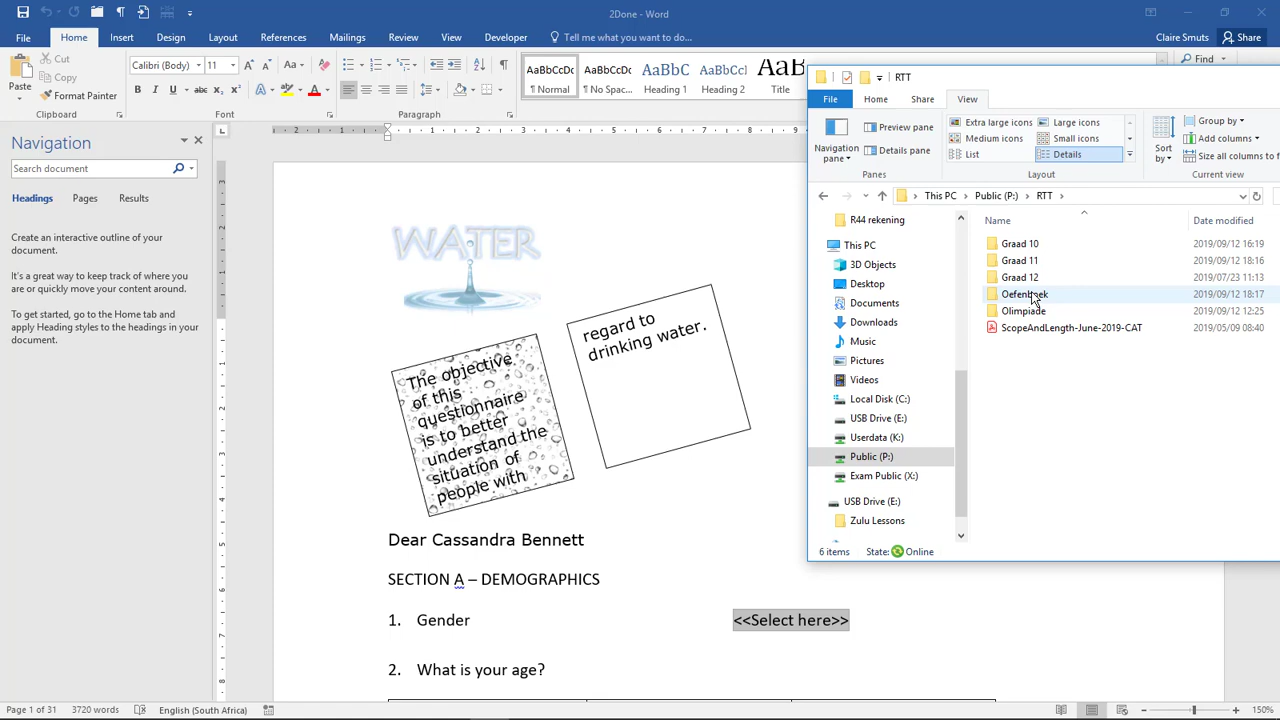 2Done - Word
Claire Smuts
Share
File
Home
Insert
Design
Layout
References
Mailings
Review
View
Developer
Tell me what you want to do...
Paste
Cut
Copy
Format Painter
Clipboard
Calibri (Body)
11
Font
Paragraph
AaBbCcDc
¶ Normal
AaBbCcDc
¶ No Spac...
AaBbC
Heading 1
AaBbCcD
Heading 2
AaB
Title
Find
Navigation
Search document
Headings
Pages
Results
Create an interactive outline of your
document.
It's a great way to keep track of where you
are or quickly move your content around.
To get started, go to the Home tab and
apply Heading styles to the headings in your
document.
WATER
The objective
of this
questionnaire
is to better
understand the
situation of
people with
regard to
drinking water.
Dear Cassandra Bennett
SECTION A – DEMOGRAPHICS
1. Gender
<<Select here>>
2. What is your age?
RTT
File
Home
Share
View
Navigation
pane
Preview pane
Details pane
Panes
Extra large icons
Large icons
Medium icons
Small icons
List
Details
Layout
Sort
by
Group by
Add columns
Size all columns to f
Current view
This PC
Public (P:)
RTT
R44 rekening
This PC
3D Objects
Desktop
Documents
Downloads
Music
Pictures
Videos
Local Disk (C:)
USB Drive (E:)
Userdata (K:)
Public (P:)
Exam Public (X:)
USB Drive (E:)
Zulu Lessons
Name
Date modified
Graad 10
2019/09/12 16:19
Graad 11
2019/09/12 18:16
Graad 12
2019/07/23 11:13
Oefenboek
2019/09/12 18:17
Olimpiade
2019/09/12 12:25
ScopeAndLength-June-2019-CAT
2019/05/09 08:40
6 items
State:
Online
Page 1 of 31
3720 words
English (South Africa)
150%